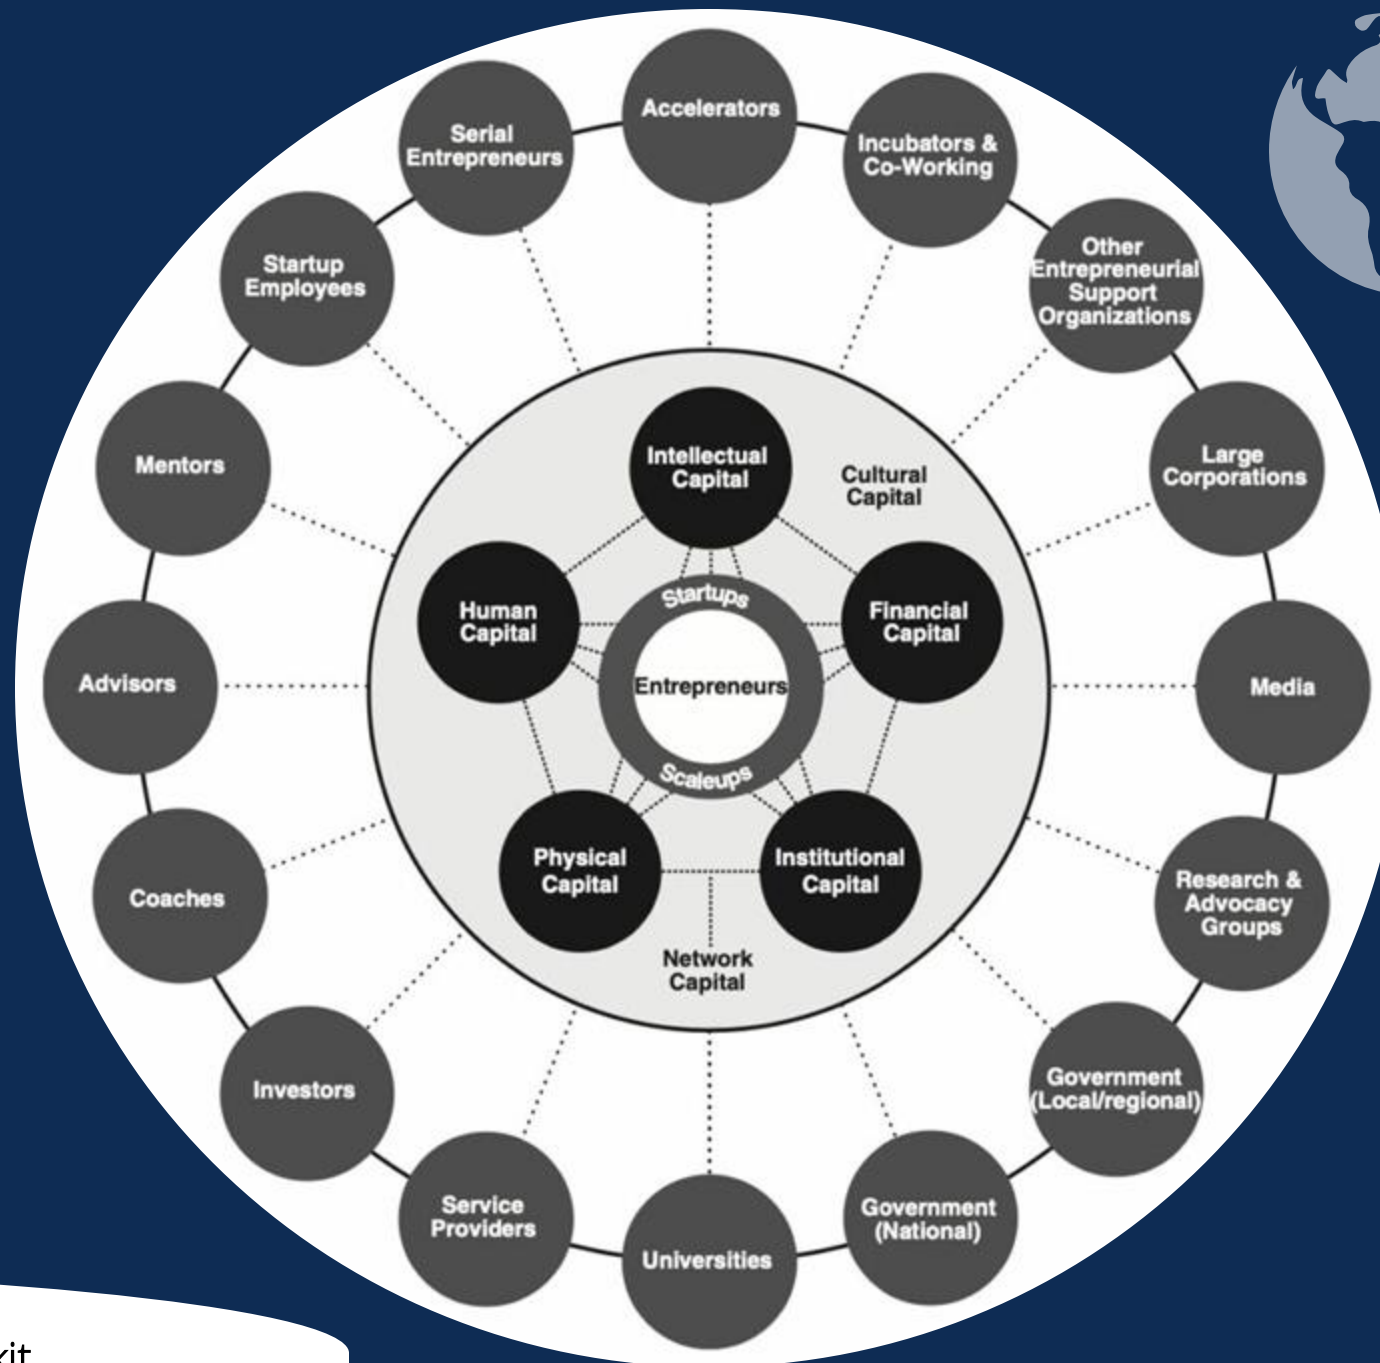 Accelerators
Serial
Entrepreneurs
Incubators &
Co-Working
Startup
Employees
Other
Entrepreneurial
Support
Organizations
Mentors
Large
Corporations
Intellectual
Capital
Cultural
Capital
Human
Capital
Startups
Financial
Capital
Advisors
Entrepreneurs
Media
Scaleups
Physical
Capital
Institutional
Capital
Coaches
Research &
Advocacy
Groups
Network
Capital
Investors
Government
(Local/regional)
Service
Providers
Government
(National)
Universities